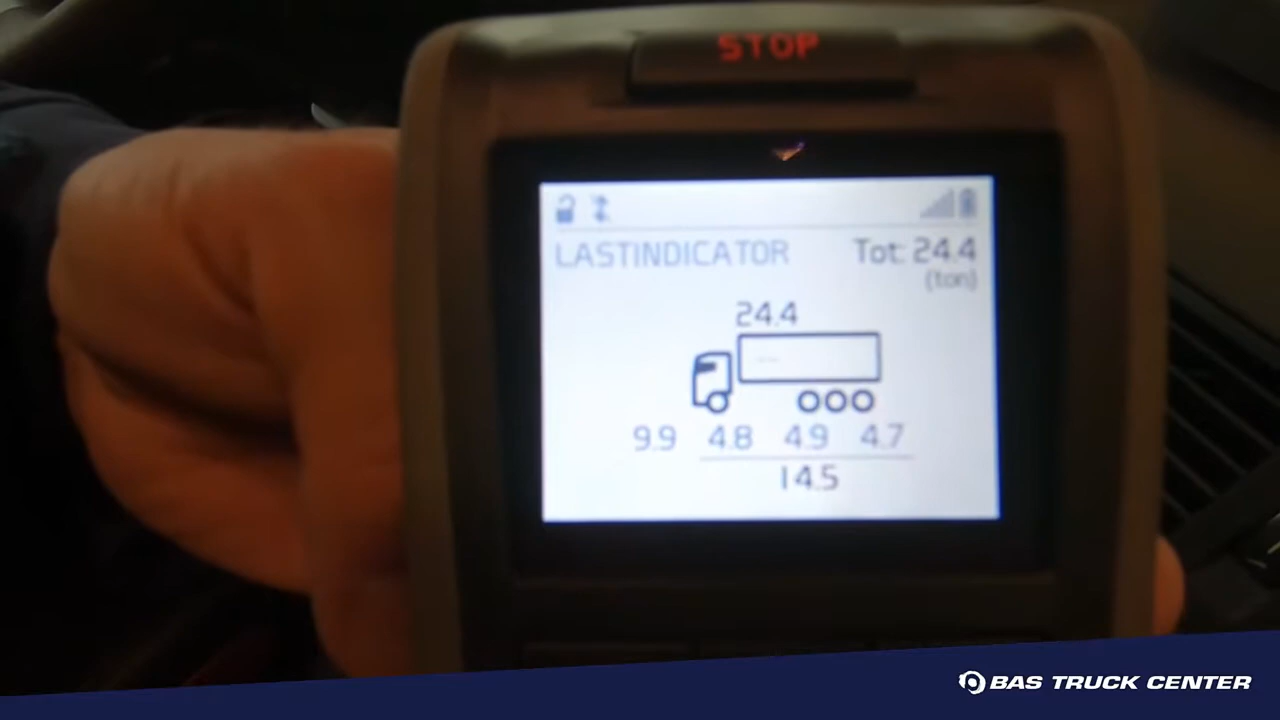 STOP
LASTINDICATOR Tot: 24.4
(ton)
24.4
9.9 4.8 4.9 4.7
14.5
BAS TRUCK CENTER